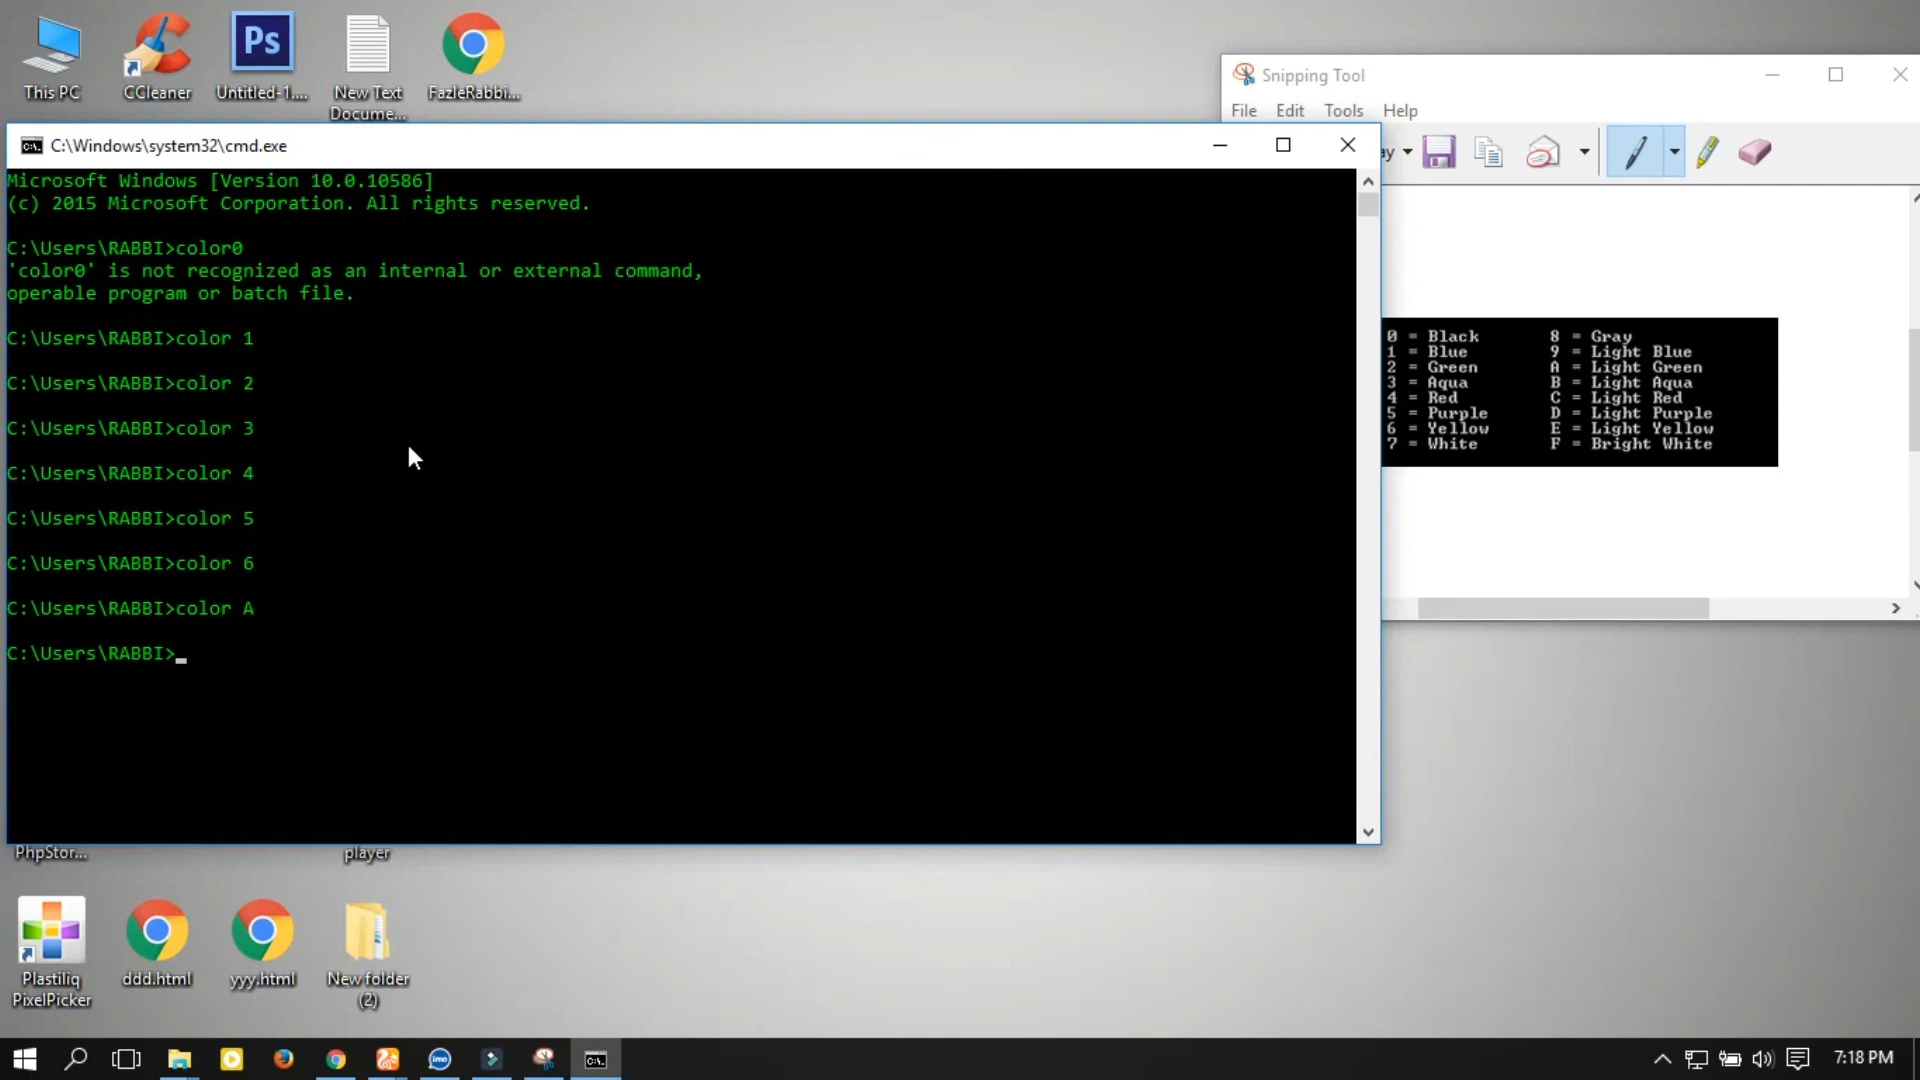 This PC
CCleaner
Ps
Untitled-1....
New Text
Docume...
FazleRabbi...
Snipping Tool
File Edit Tools Help
ay
C:\Windows\system32\cmd.exe
Microsoft Windows [Version 10.0.10586]
(c) 2015 Microsoft Corporation. All rights reserved.
C:\Users\RABBI>color0
'color0' is not recognized as an internal or external command,
operable program or batch file.
C:\Users\RABBI>color 1
C:\Users\RABBI>color 2
C:\Users\RABBI>color 3
C:\Users\RABBI>color 4
C:\Users\RABBI>color 5
C:\Users\RABBI>color 6
C:\Users\RABBI>color A
C:\Users\RABBI>
0 = Black 8 = Gray
1 = Blue 9 = Light Blue
2 = Green A = Light Green
3 = Aqua B = Light Aqua
4 = Red C = Light Red
5 = Purple D = Light Purple
6 = Yellow E = Light Yellow
7 = White F = Bright White
PhpStor...
player
Plastiliq
PixelPicker
ddd.html
yyy.html
New folder
(2)
imo
C:\.
7:18 PM